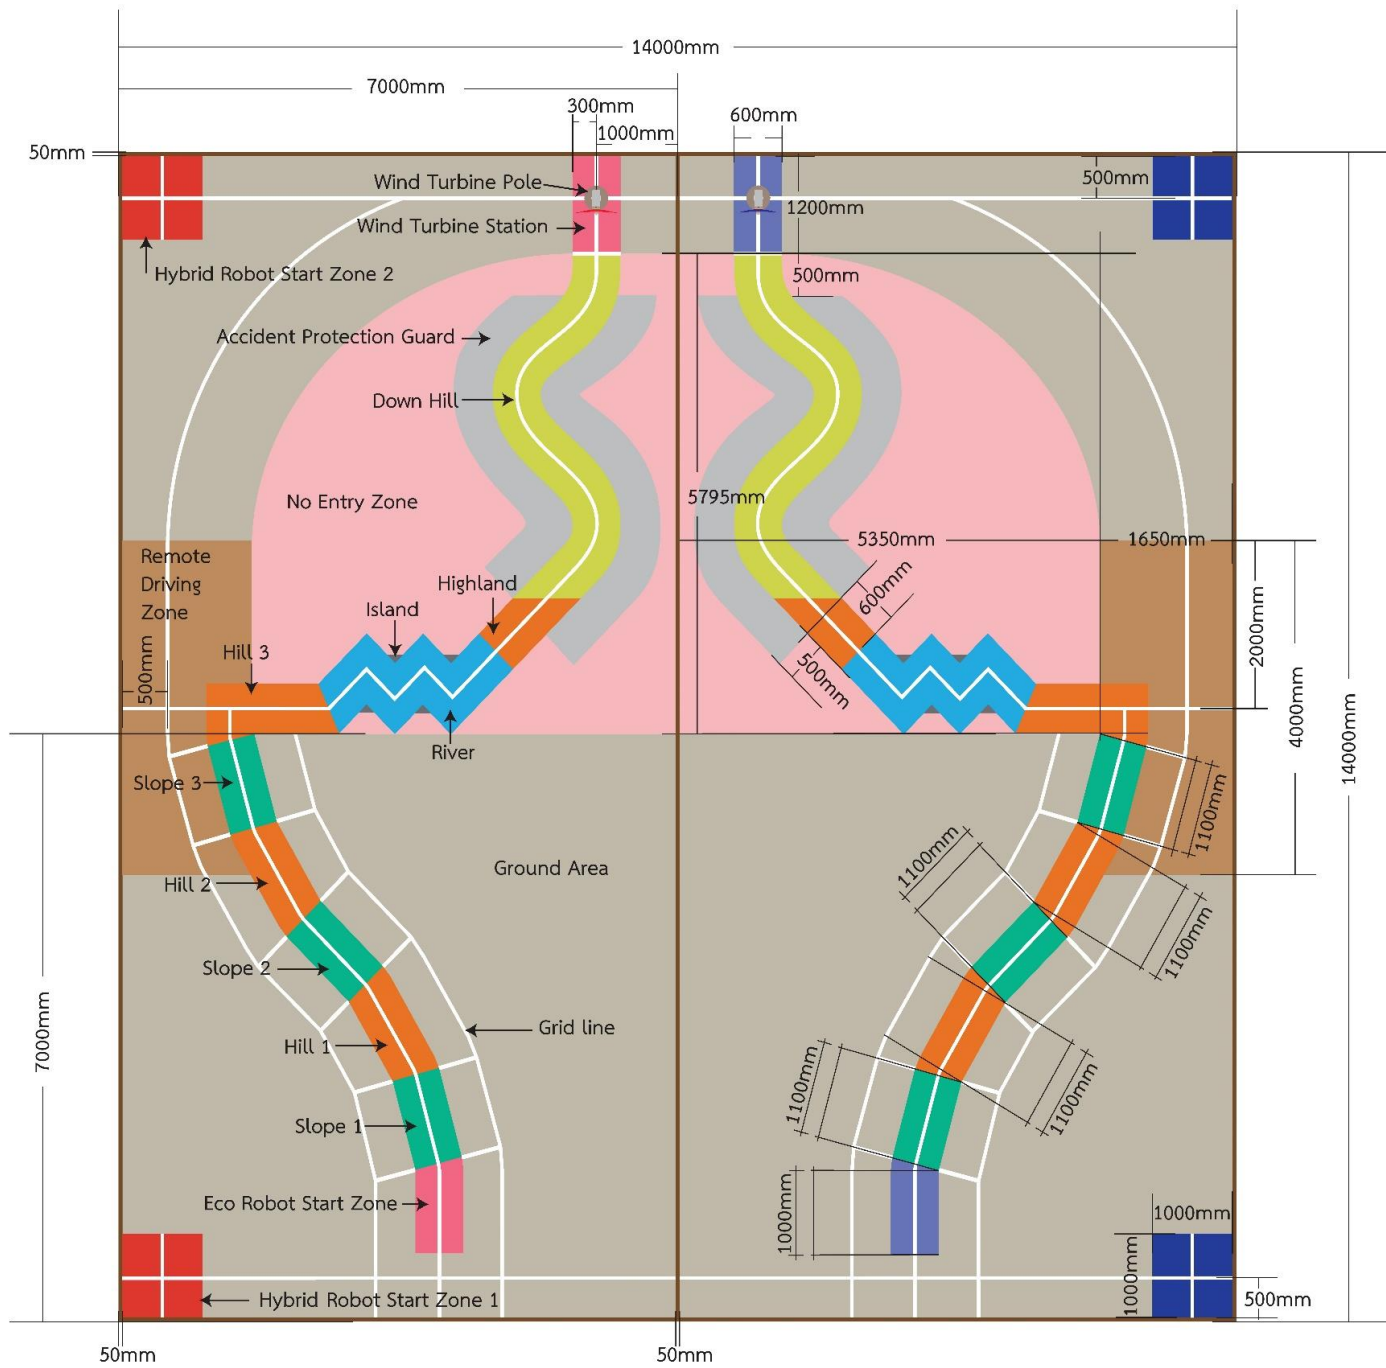 14000mm
7000mm
300mm
600mm
1000mm
50mm
Wind Turbine Pole
500mm
1200mm
Wind Turbine Station
Hybrid Robot Start Zone 2
500mm
Accident Protection Guard
Down Hill
No Entry Zone
5795mm
5350mm
1650mm
Remote
Driving
Zone
Highland
600mm
Island
2000mm
Hill 3
500mm
500mm
4000mm
14000mm
River
Slope 3
1100mm
Ground Area
1100mm
Hill 2
1100mm
Slope 2
7000mm
Grid line
Hill 1
1100mm
1100mm
Slope 1
Eco Robot Start Zone
1000mm
1000mm
1000mm
Hybrid Robot Start Zone 1
500mm
50mm
50mm